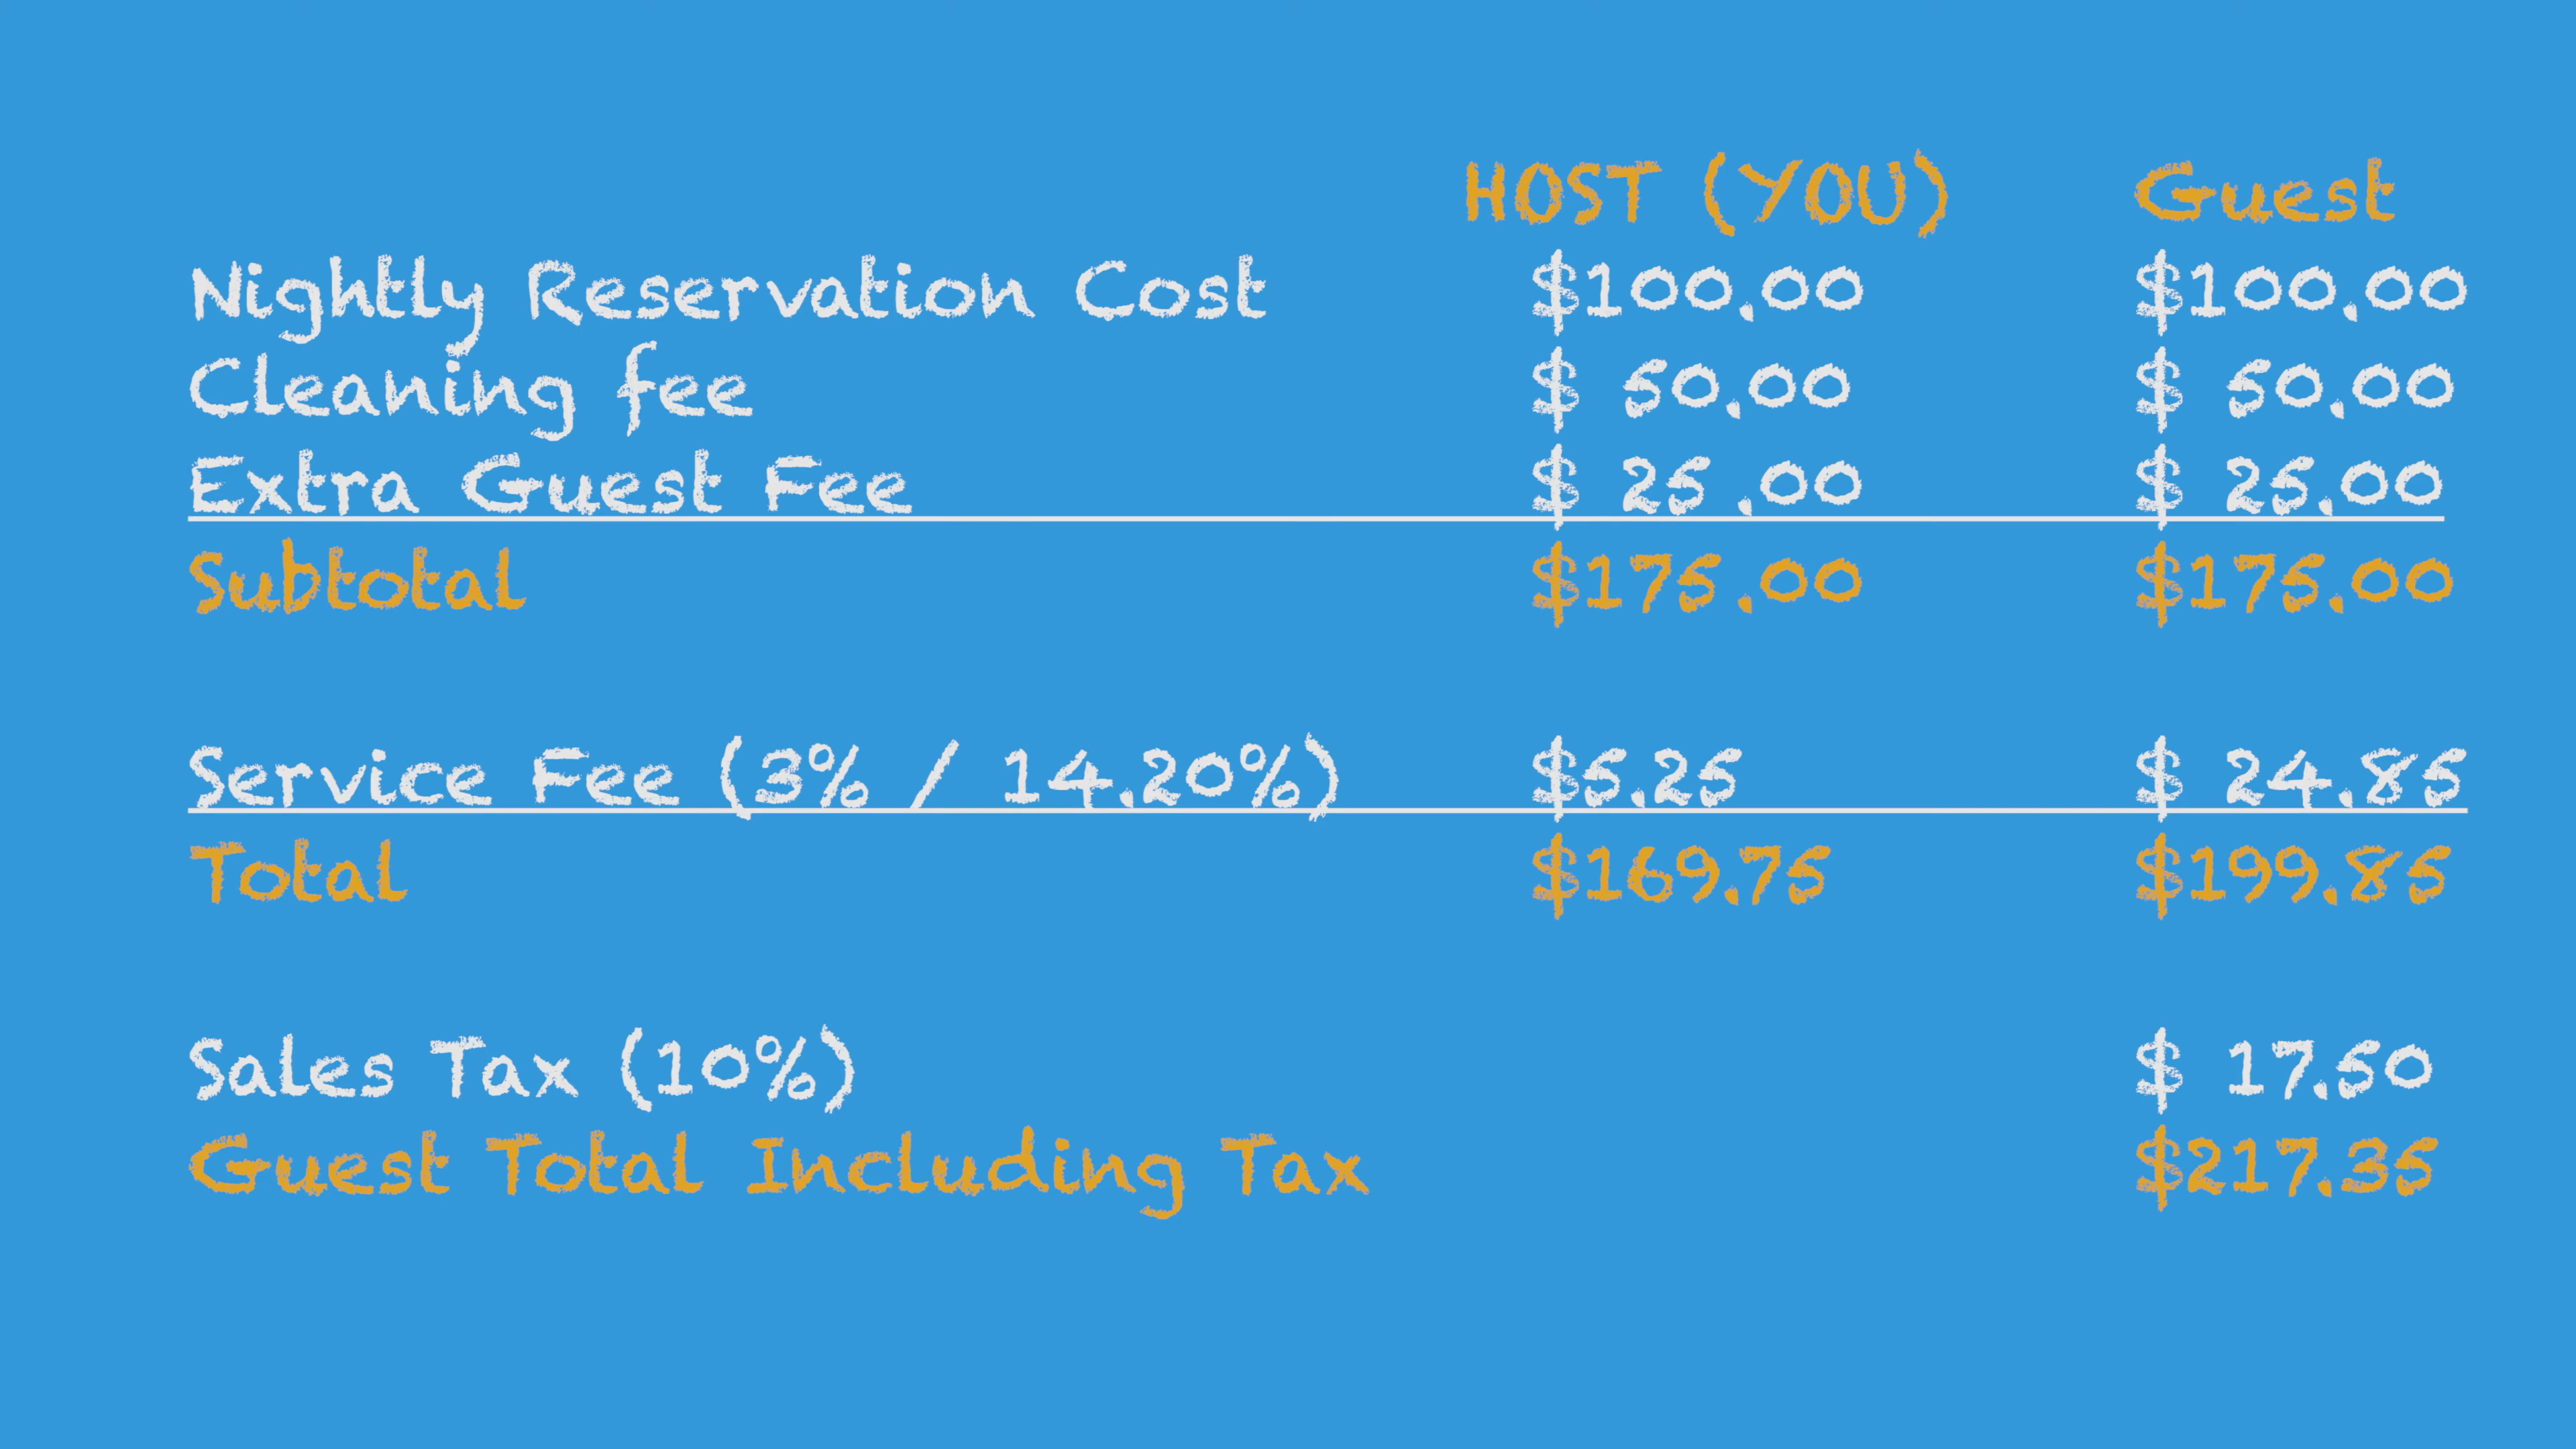 HOST (YOU) Guest
Nightly Reservation Cost $100.00 $100.00
Cleaning fee $ 50.00 $ 50.00
Extra Guest Fee $ 25.00 $ 25.00
Subtotal $175.00 $175.00
Service Fee (3% / 14.20%) $5.25 $ 24.85
Total $169.75 $199.85
Sales Tax (10%) $ 17.50
Guest Total Including Tax $217.35